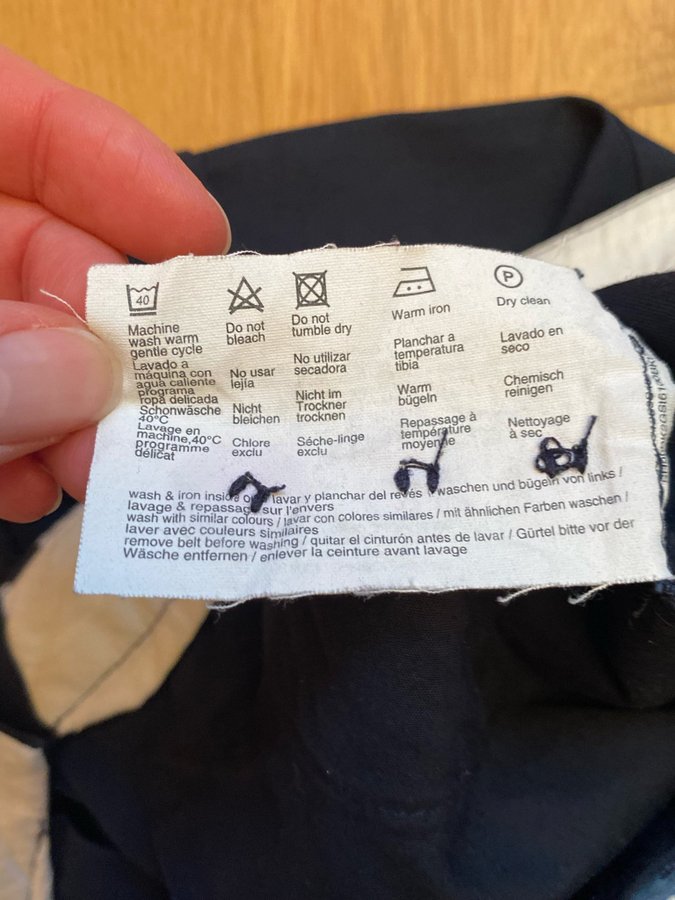 40
Machine
wash warm
gentle cycle
Lavado a
máquina con
agua caliente
programa
ropa delicada
Schonwäsche
40°C
Lavage en
machine,40°C
programme
délicat
Do not
bleach
No usar
lejía
Nicht
bleichen
Chlore
exclu
Do not
tumble dry
No utilizar
secadora
Nicht im
Trockner
trocknen
Séche-linge
exclu
Warm iron
Planchar a
temperatura
tibia
Warm
bügeln
Repassage à
température
moyenne
P
Dry clean
Lavado en
seco
Chemisch
reinigen
Nettoyage
à sec
wash & iron inside lavar y planchar del revés / waschen und bügeln von links /
lavage & repassage sur l'envers
wash with similar colours / lavar con colores similares / mit ähnlichen Farben waschen /
laver avec couleurs similaires
remove belt before washing / quitar el cinturón antes de lavar / Gürtel bitte vor der
Wäsche entfernen / enlever la ceinture avant lavage